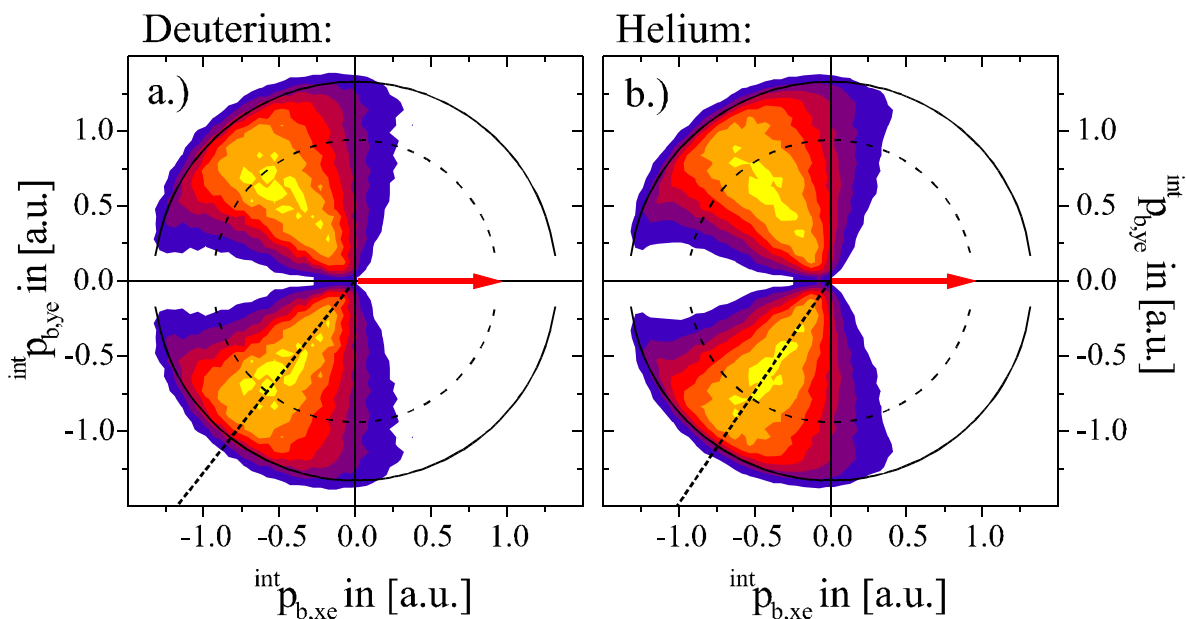 Deuterium:
Helium:
a.)
b.)
1.0
0.5
0.0
-0.5
-1.0
1.0
0.5
0.0
-0.5
-1.0
int p b,ye in [a.u.]
int p b,ye in [a.u.]
-1.0 -0.5 0.0 0.5 1.0
-1.0 -0.5 0.0 0.5 1.0
int p b,xe in [a.u.]
int p b,xe in [a.u.]